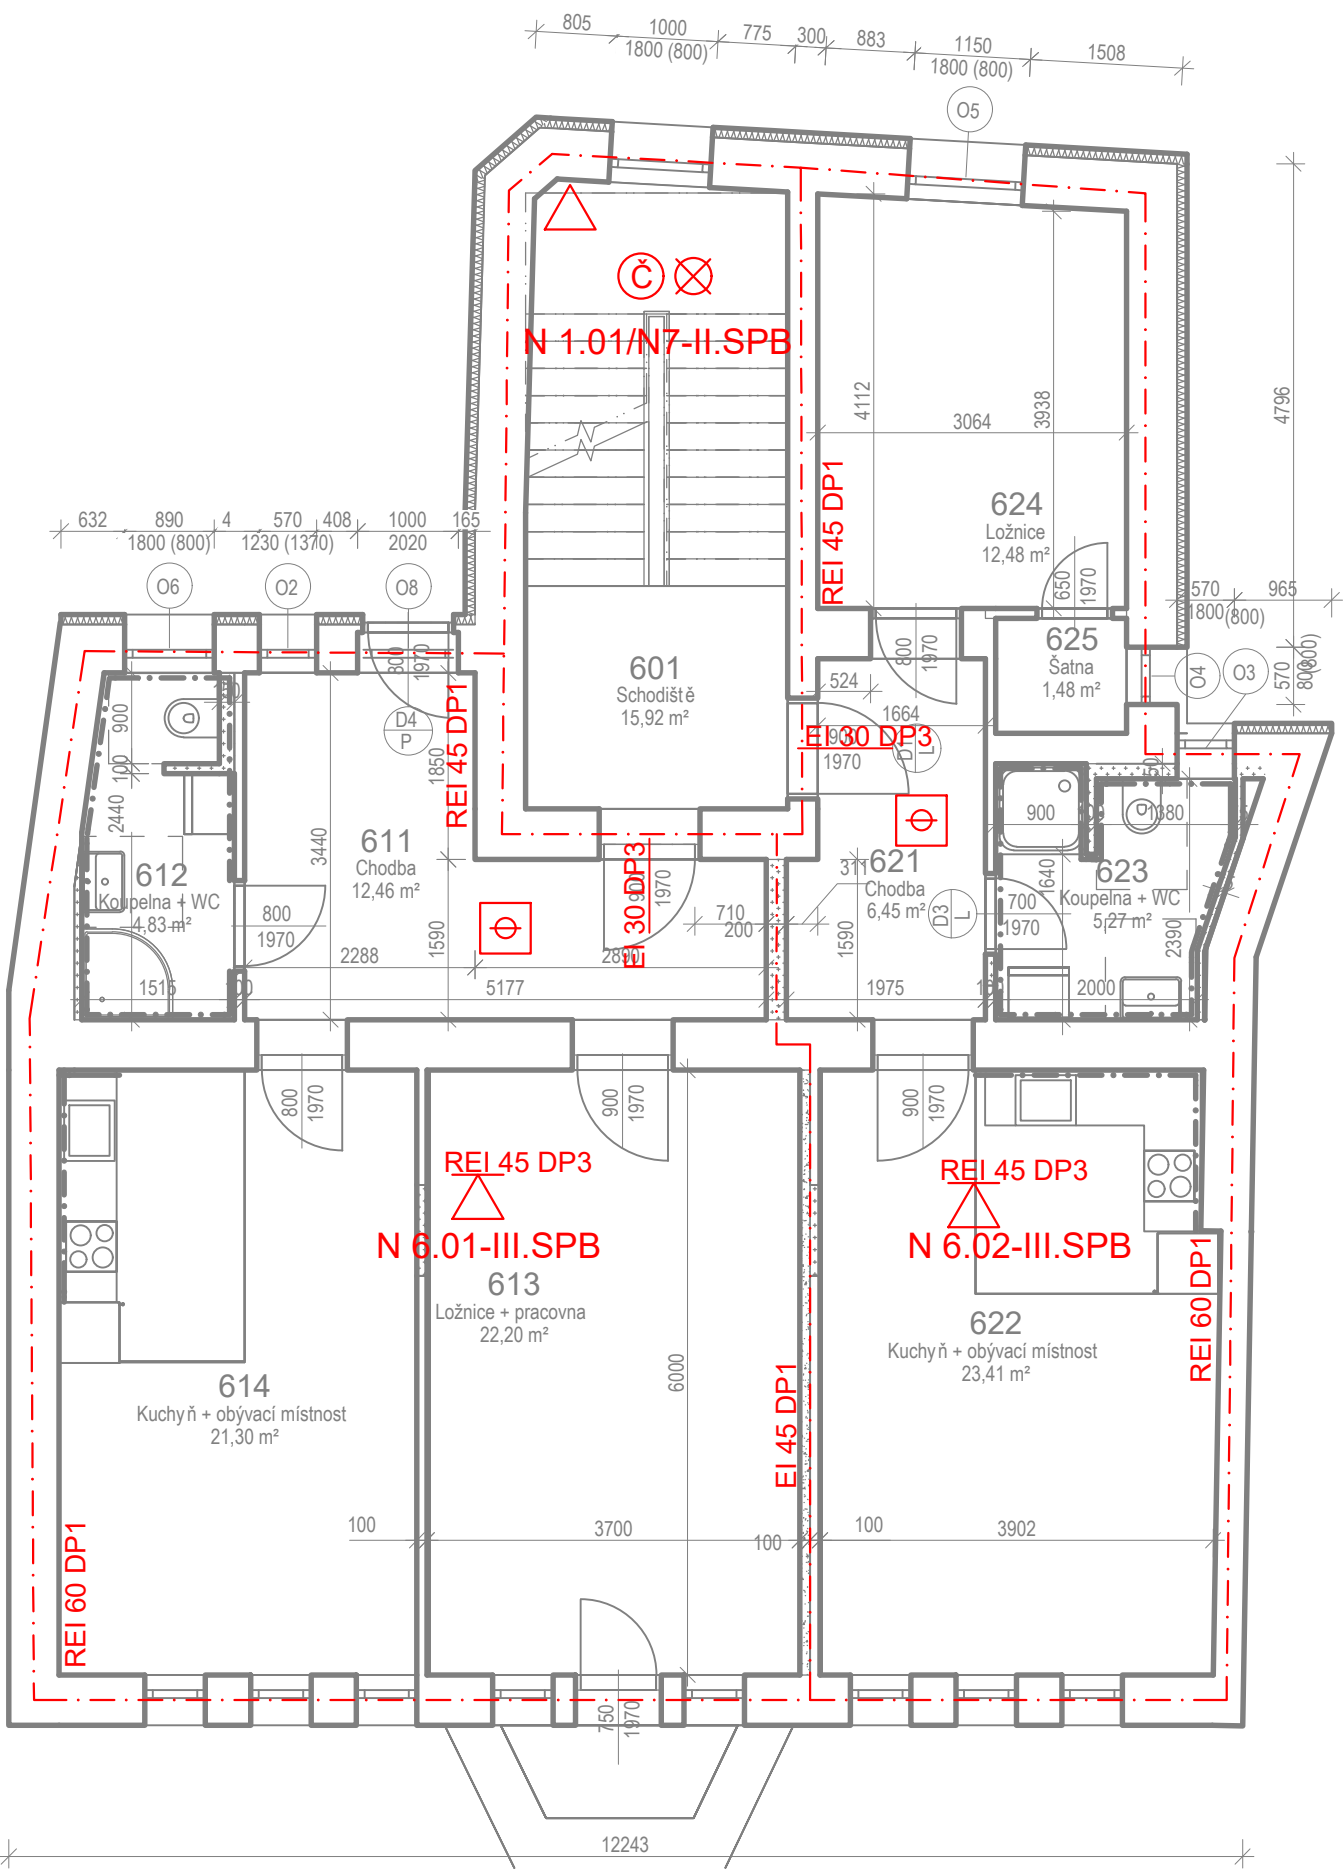 805
1000
1800 (800)
775
300
883
1150
1800 (800)
1508
O5
Č
N 1.01/N7-II.SPB
4112
3938
3064
4796
REI 45 DP1
624
Ložnice
12,48 m²
650
1970
632
890
1800 (800)
4
570
1230 (1370)
408
1000
2020
165
O6
O2
O8
570
1800 (800)
965
601
Schodiště
15,92 m²
800
1970
800
1970
625
Šatna
1,48 m²
O4
O3
570
524
1664
900
1970
EI 30 DP3
L
D4
P
REI 45 DP1
1850
900
100
2440
3440
611
Chodba
12,46 m²
612
Koupelna + WC
4,83 m²
800
1970
1590
2288
2890
EI 30 DP3
900
1970
710
200
311
621
Chodba
6,45 m²
1590
D3
L
700
1970
900
1640
1380
623
Koupelna + WC
5,27 m²
2390
1515
5177
1975
2000
800
1970
900
1970
900
1970
REI 45 DP3
REI 45 DP3
N 6.01-III.SPB
N 6.02-III.SPB
613
Ložnice + pracovna
22,20 m²
622
Kuchyň + obývací místnost
23,41 m²
REI 60 DP1
614
Kuchyň + obývací místnost
21,30 m²
6000
EI 45 DP1
REI 60 DP1
100
3700
100
100
3902
750
1970
12243